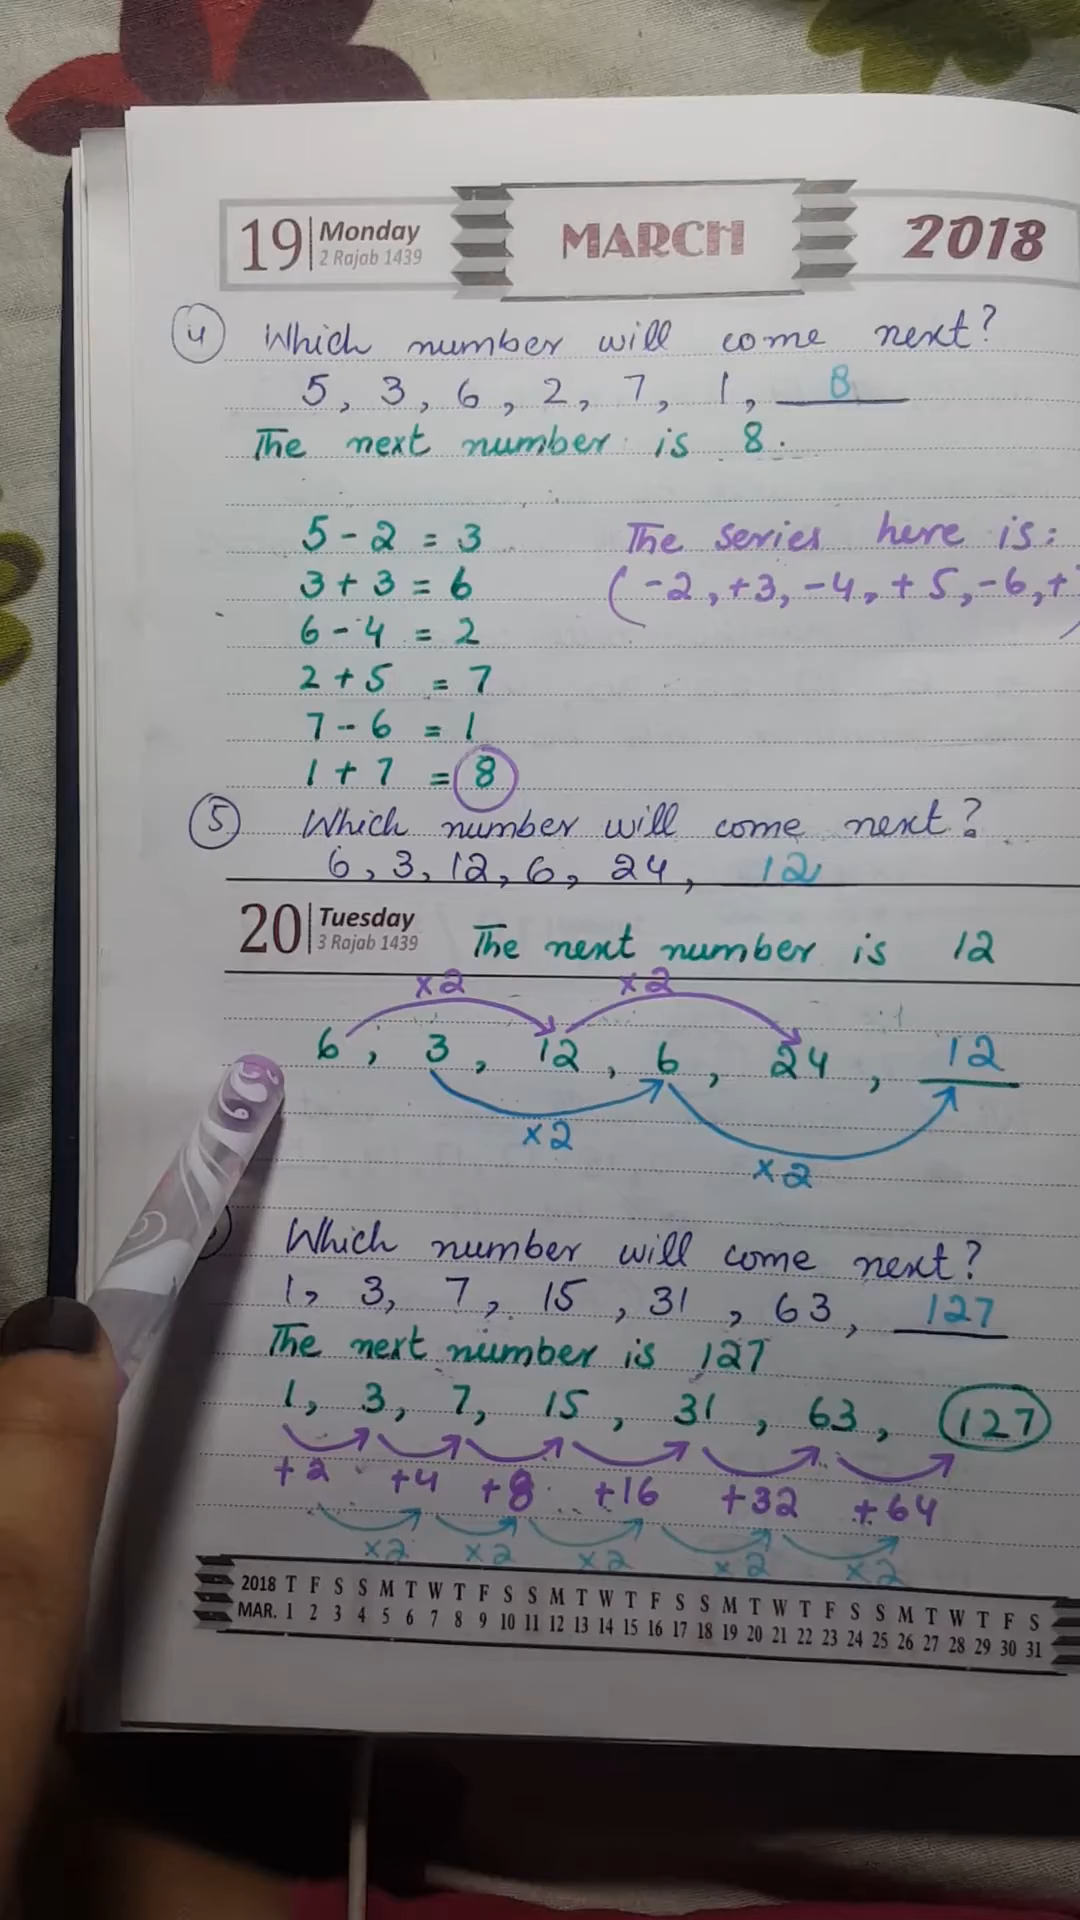 19 Monday MARCH 2018
2 Rajab 1439
4 Which number will come next?
5, 3, 6, 2, 7, 1, 8
The next number is 8.
5 - 2 = 3 The series here is:
3 + 3 = 6 (-2, +3, -4, +5, -6, +
6 - 4 = 2
2 + 5 = 7
7 - 6 = 1
1 + 7 = 8
5 Which number will come next?
6, 3, 12, 6, 24, 12
20 Tuesday The next number is 12
3 Rajab 1439
x2 x2
6, 3, 12, 6, 24, 12
x2 x2
Which number will come next?
1, 3, 7, 15, 31, 63, 127
The next number is 127
1, 3, 7, 15, 31, 63, 127
+2 +4 +8 +16 +32 +64
x2 x2 x2 x2 x2
2018 T F S S M T W T F S S M T W T F S S M T W T F S S M T W T F S
MAR. 1 2 3 4 5 6 7 8 9 10 11 12 13 14 15 16 17 18 19 20 21 22 23 24 25 26 27 28 29 30 31